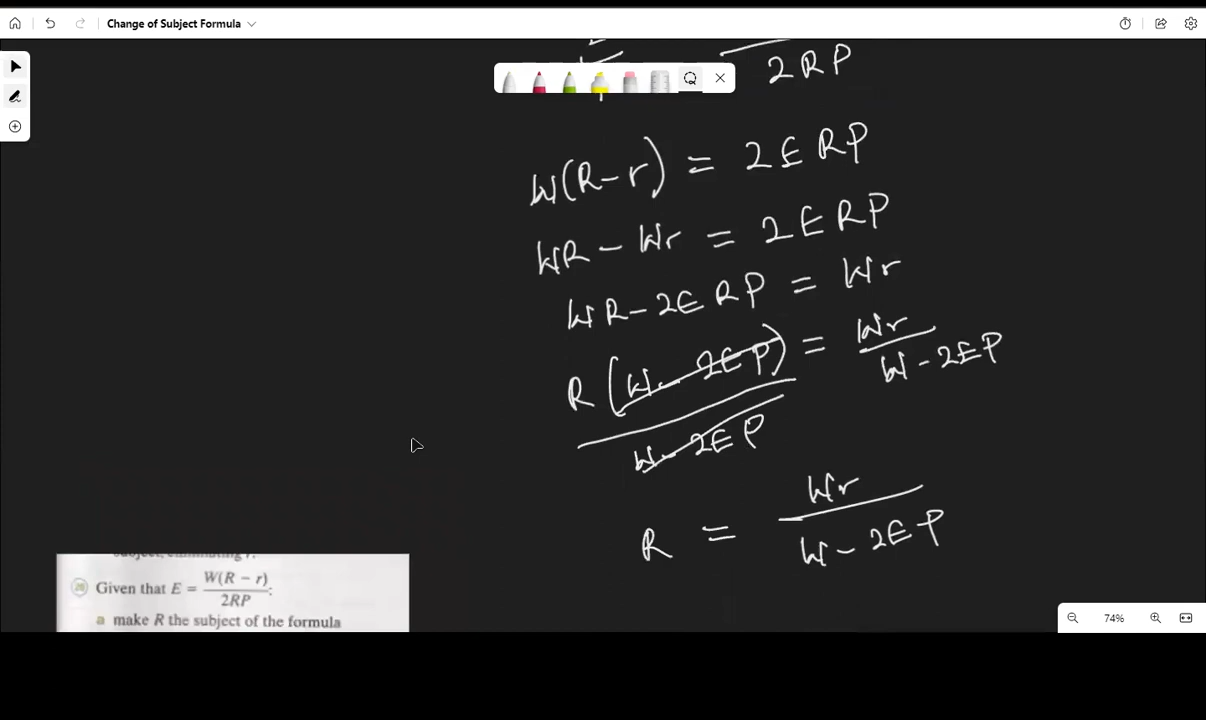 Change of Subject Formula
2RP
W(R-r) = 2ERP
WR - Wr = 2ERP
WR - 2ERP = Wr
R(W - 2EP) = Wr
W - 2EP
W - 2EP
R = Wr
W - 2EP
26 Given that E = W(R − r)
2RP
a make R the subject of the formula
74%